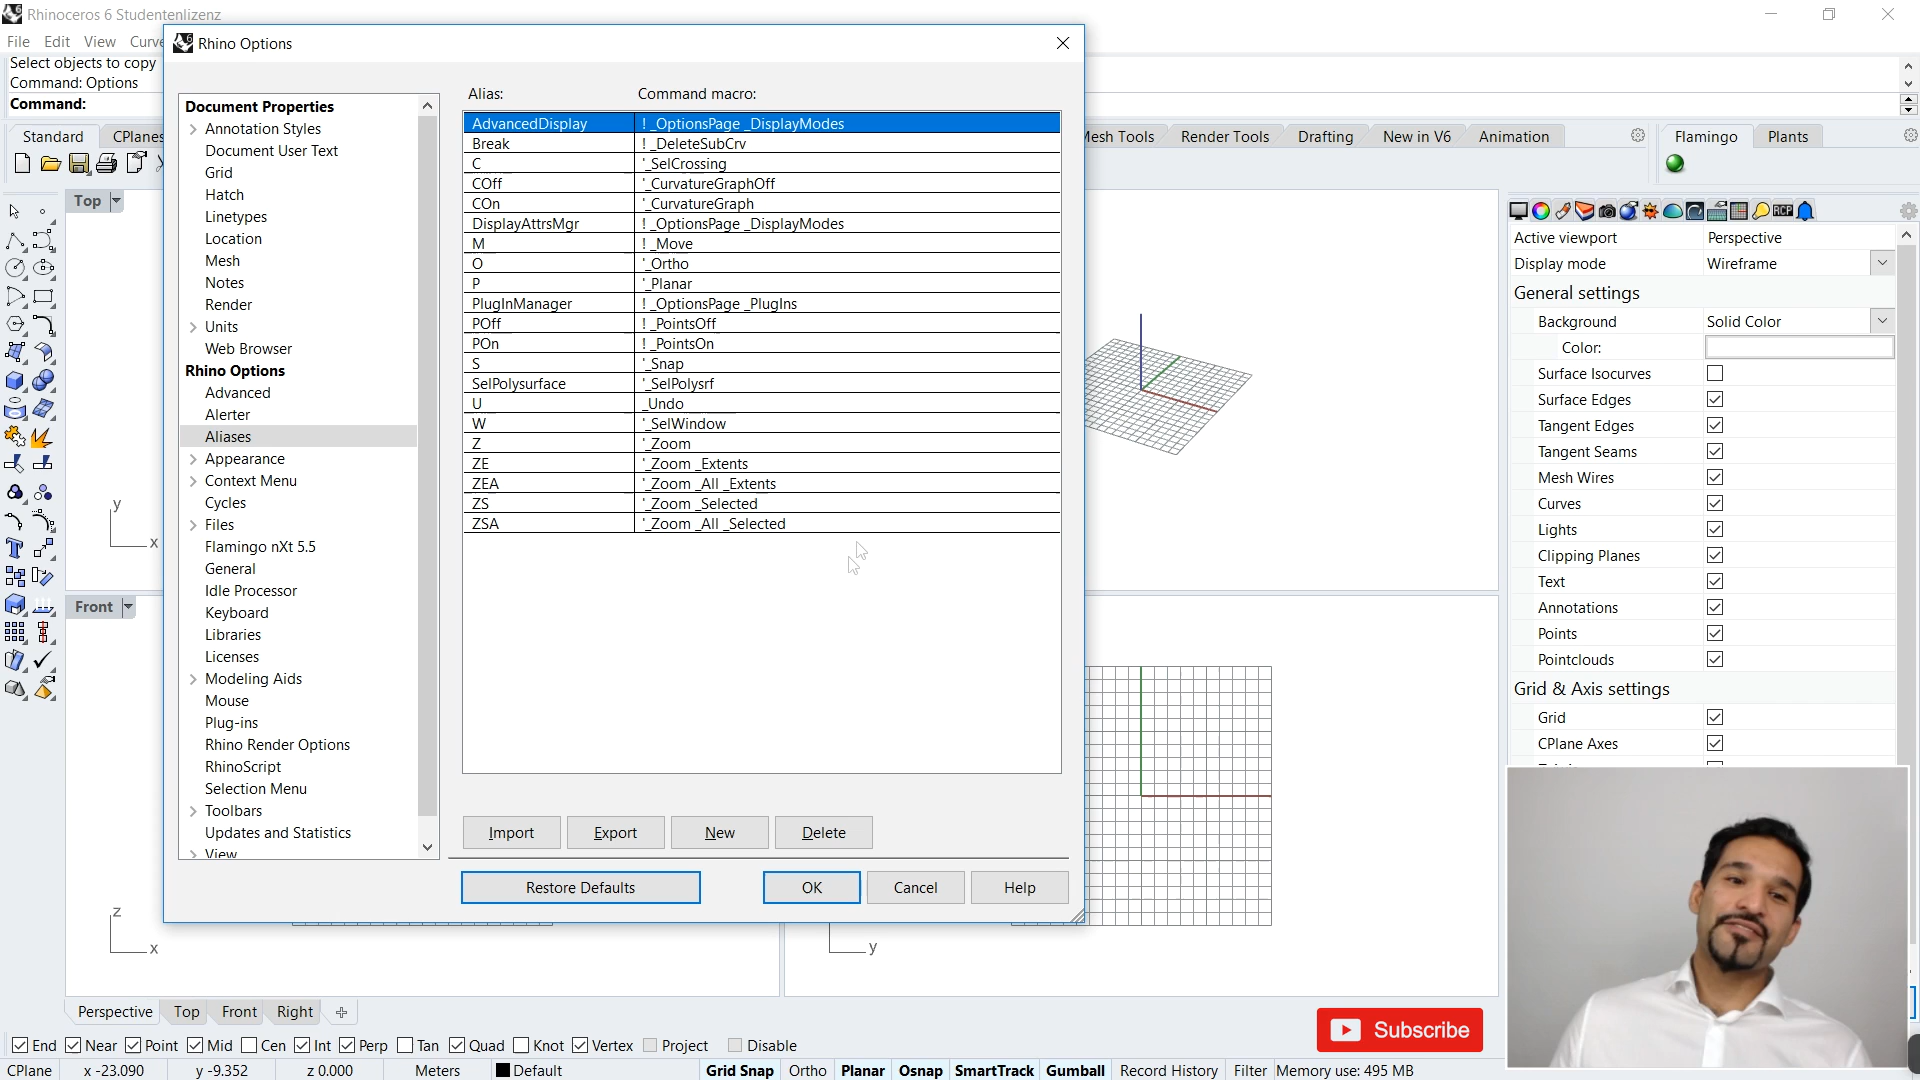 Rhinoceros 6 Studentenlizenz
File Edit View Curve
Select objects to copy
Command: Options
Command:
Standard CPlanes
Mesh Tools Render Tools Drafting New in V6 Animation
Flamingo Plants
Top
Front
Rhino Options
Document Properties
Annotation Styles
Document User Text
Grid
Hatch
Linetypes
Location
Mesh
Notes
Render
Units
Web Browser
Rhino Options
Advanced
Alerter
Aliases
Appearance
Context Menu
Cycles
Files
Flamingo nXt 5.5
General
Idle Processor
Keyboard
Libraries
Licenses
Modeling Aids
Mouse
Plug-ins
Rhino Render Options
RhinoScript
Selection Menu
Toolbars
Updates and Statistics
View
Alias: Command macro:
AdvancedDisplay ! _OptionsPage _DisplayModes
Break ! _DeleteSubCrv
C '_SelCrossing
COff '_CurvatureGraphOff
COn '_CurvatureGraph
DisplayAttrsMgr ! _OptionsPage _DisplayModes
M ! _Move
O '_Ortho
P '_Planar
PlugInManager ! _OptionsPage _PlugIns
POff ! _PointsOff
POn ! _PointsOn
S '_Snap
SelPolysurface '_SelPolysrf
U _Undo
W '_SelWindow
Z '_Zoom
ZE '_Zoom _Extents
ZEA '_Zoom _All _Extents
ZS '_Zoom _Selected
ZSA '_Zoom _All _Selected
Import Export New Delete
Restore Defaults OK Cancel Help
y
x
z
x
y
RCP
Active viewport Perspective
Display mode Wireframe
General settings
Background Solid Color
Color:
Surface Isocurves
Surface Edges
Tangent Edges
Tangent Seams
Mesh Wires
Curves
Lights
Clipping Planes
Text
Annotations
Points
Pointclouds
Grid & Axis settings
Grid
CPlane Axes
Subscribe
Perspective Top Front Right
End Near Point Mid Cen Int Perp Tan Quad Knot Vertex Project Disable
CPlane x -23.090 y -9.352 z 0.000 Meters Default Grid Snap Ortho Planar Osnap SmartTrack Gumball Record History Filter Memory use: 495 MB